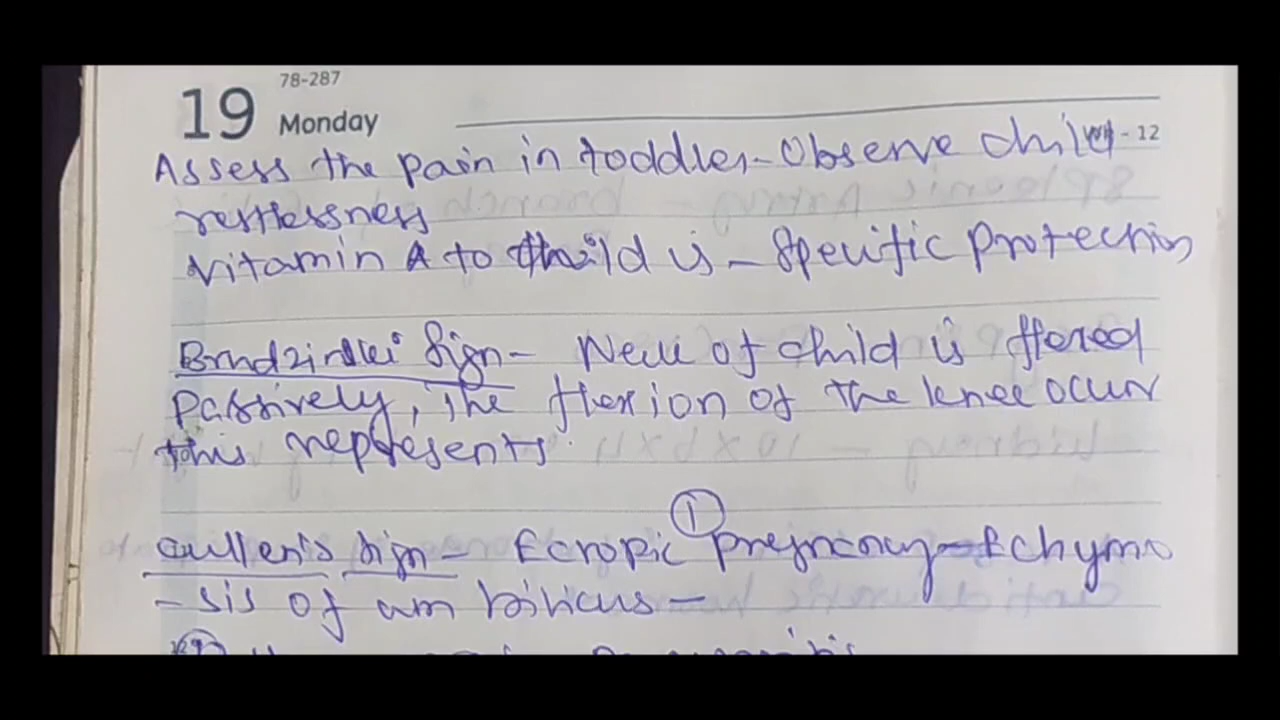 78-287
19 Monday
WK - 12
Assess the pain in toddler - Observe child
restlessness
Vitamin A to child is - Specific protection
Brudzinski Sign - Neck of child is flexed
passively, the flexion of the knee occur
this represents
①
Cullen's sign - Ectopic pregnancy - Echymo
-sis of umbilicus -